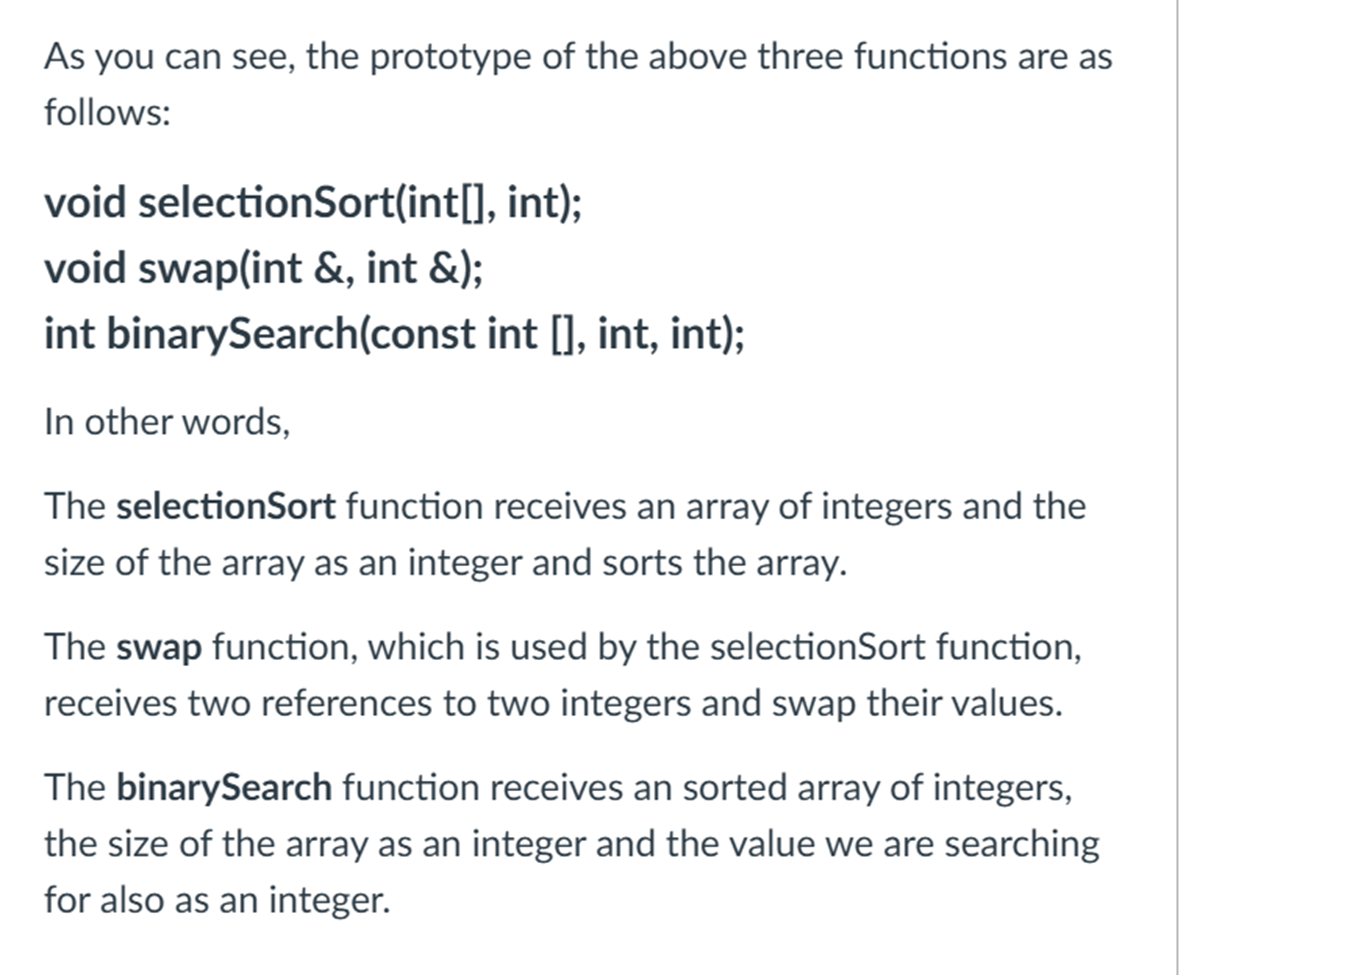 As you can see, the prototype of the above three functions are as
follows:
void selectionSort(int[], int);
void swap(int &, int &);
int binarySearch(const int [], int, int);
In other words,
The selectionSort function receives an array of integers and the
size of the array as an integer and sorts the array.
The swap function, which is used by the selectionSort function,
receives two references to two integers and swap their values.
The binarySearch function receives an sorted array of integers,
the size of the array as an integer and the value we are searching
for also as an integer.